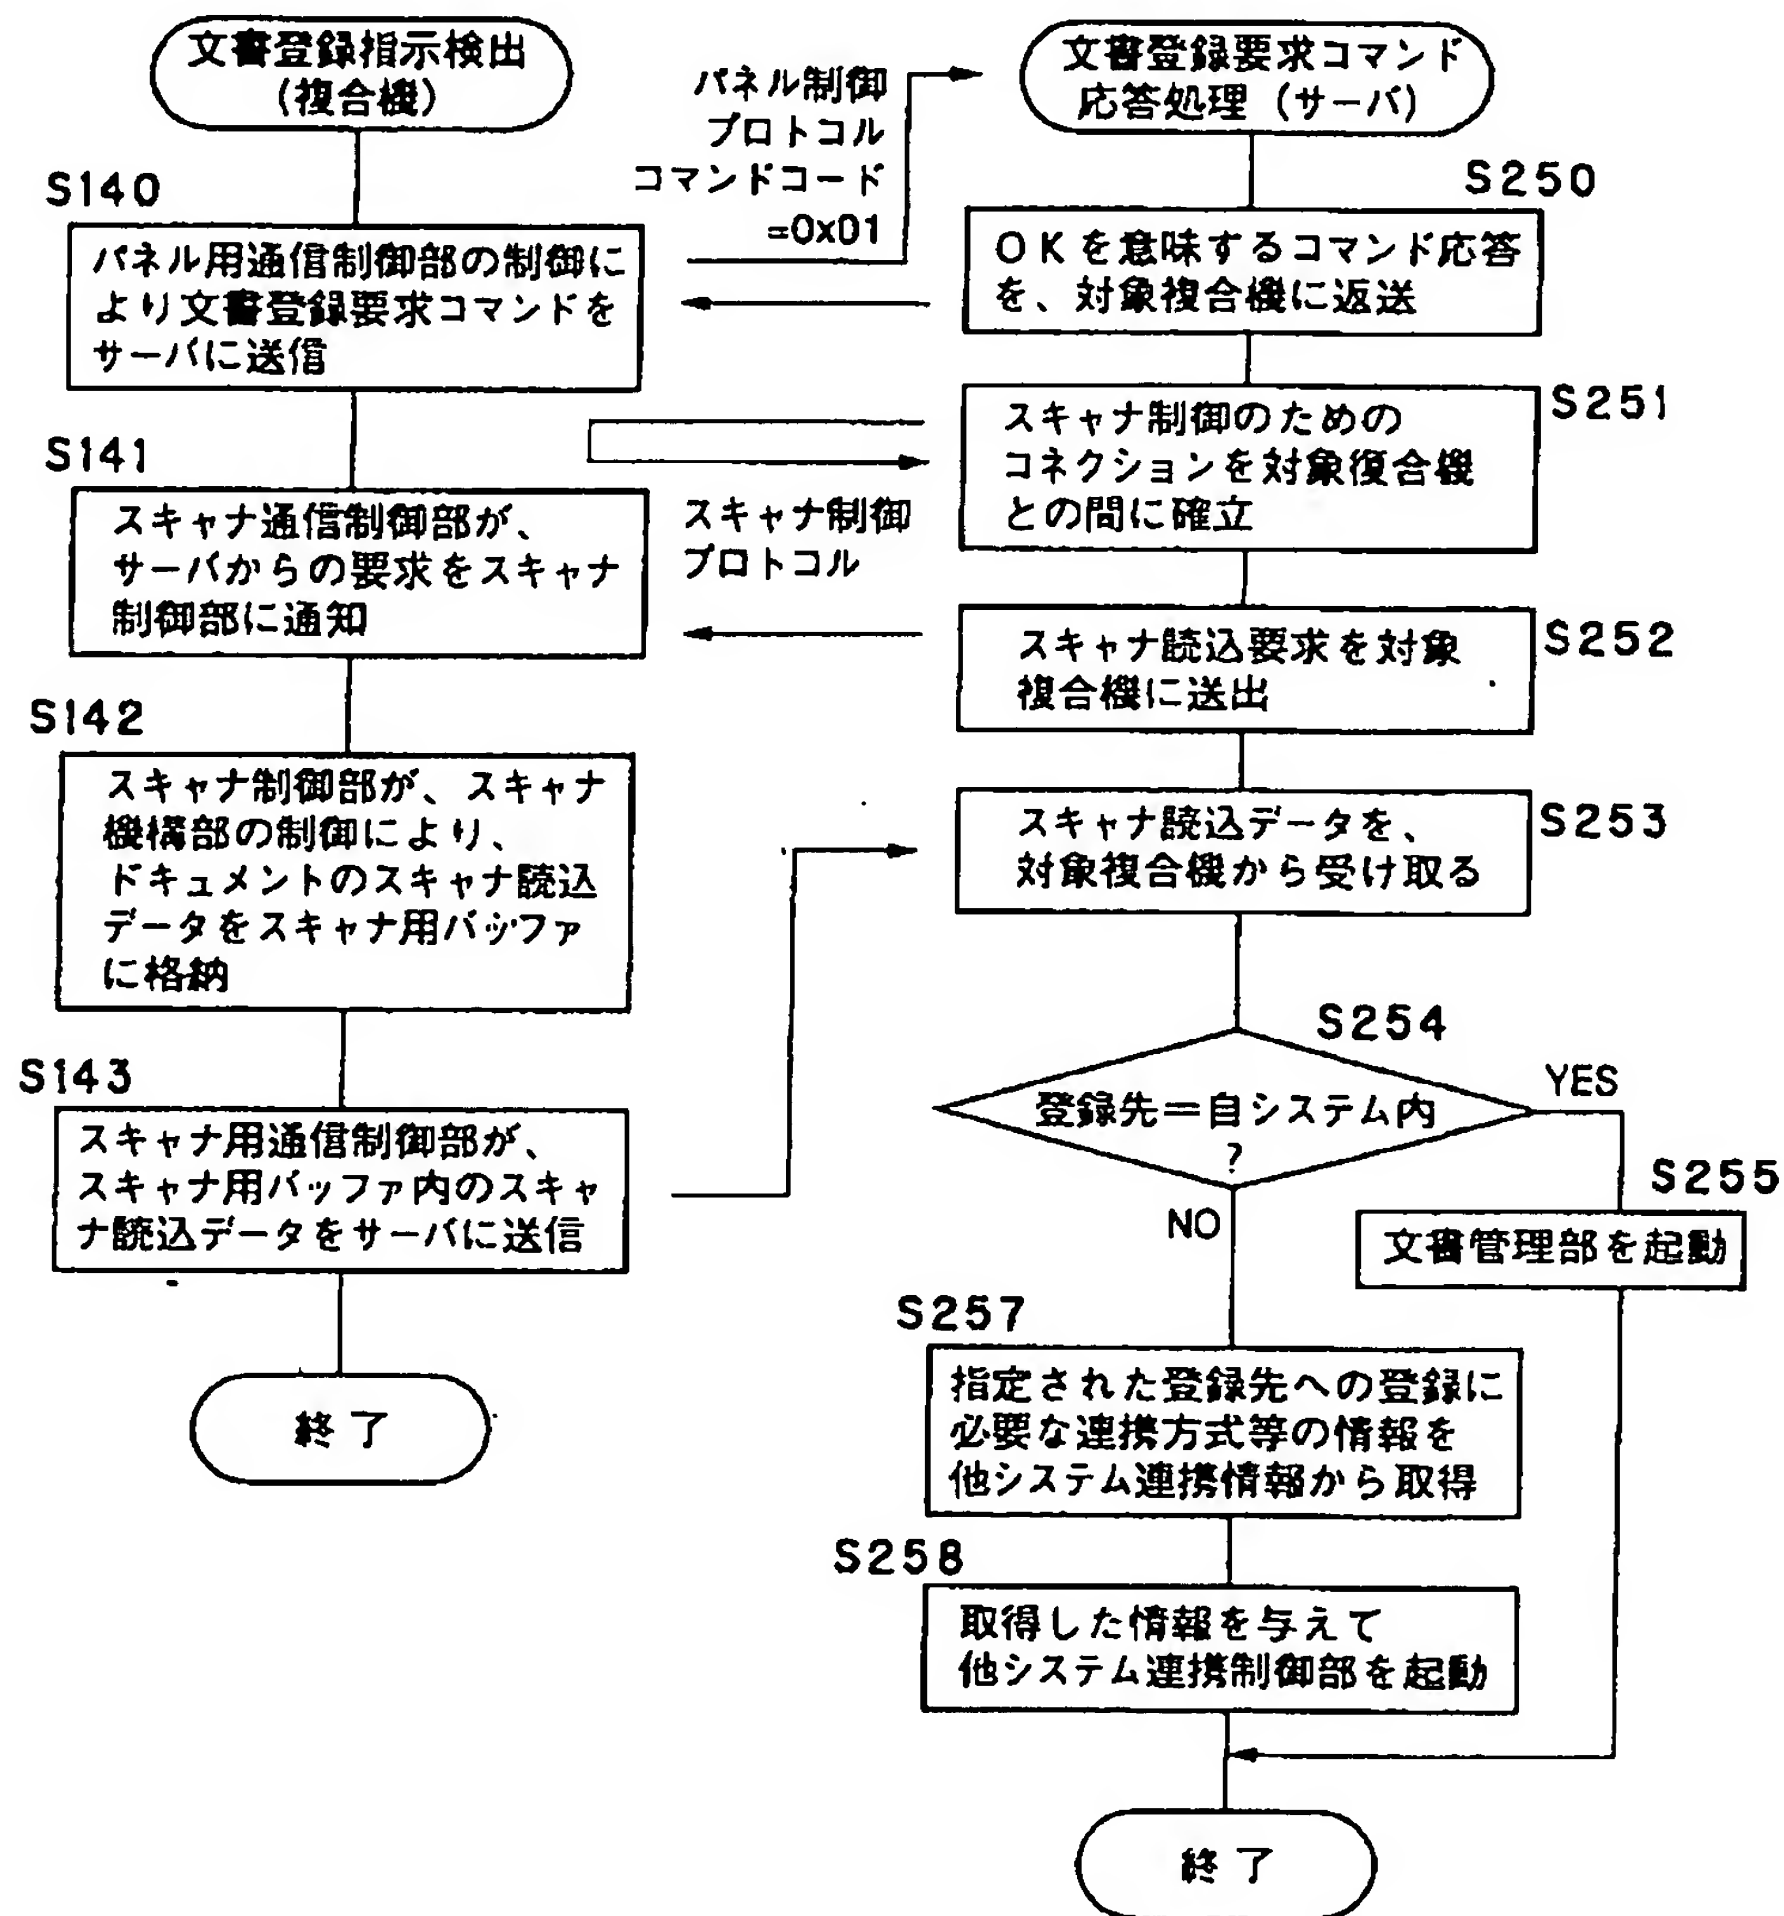 文書登録指示検出
(複合機)
S140
パネル用通信制御部の制御に
より文書登録要求コマンドを
サーバに送信
S141
スキャナ通信制御部が、
サーバからの要求をスキャナ
制御部に通知
S142
スキャナ制御部が、スキャナ
機構部の制御により、
ドキュメントのスキャナ読込
データをスキャナ用バッファ
に格納
S143
スキャナ用通信制御部が、
スキャナ用バッファ内のスキャ
ナ読込データをサーバに送信
終了
パネル制御
プロトコル
コマンドコード
=0x01
スキャナ制御
プロトコル
文書登録要求コマンド
応答処理(サーバ)
S250
OKを意味するコマンド応答
を、対象複合機に返送
S251
スキャナ制御のための
コネクションを対象複合機
との間に確立
S252
スキャナ読込要求を対象
複合機に送出
S253
スキャナ読込データを、
対象複合機から受け取る
S254
登録先=自システム内
?
YES
NO
S255
文書管理部を起動
S257
指定された登録先への登録に
必要な連携方式等の情報を
他システム連携情報から取得
S258
取得した情報を与えて
他システム連携制御部を起動
終了